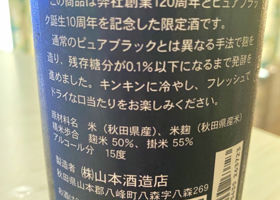 この商品は弊社創業120周年とピュアブラッ
ク誕生10周年を記念した限定酒です。
通常のピュアブラックとは異なる手法で麹を
造り、残存糖分が0.1%以下になるまで発酵を
進めました。キンキンに冷やし、フレッシュで
ドライな口当たりをお楽しみください。
原材料名 米(秋田県産)、米麹(秋田県産米)
精米歩合 麹米 50%、掛米 55%
アルコール分 15度
製造者 ㈱山本酒造店
秋田県山本郡八峰町八森字八森269